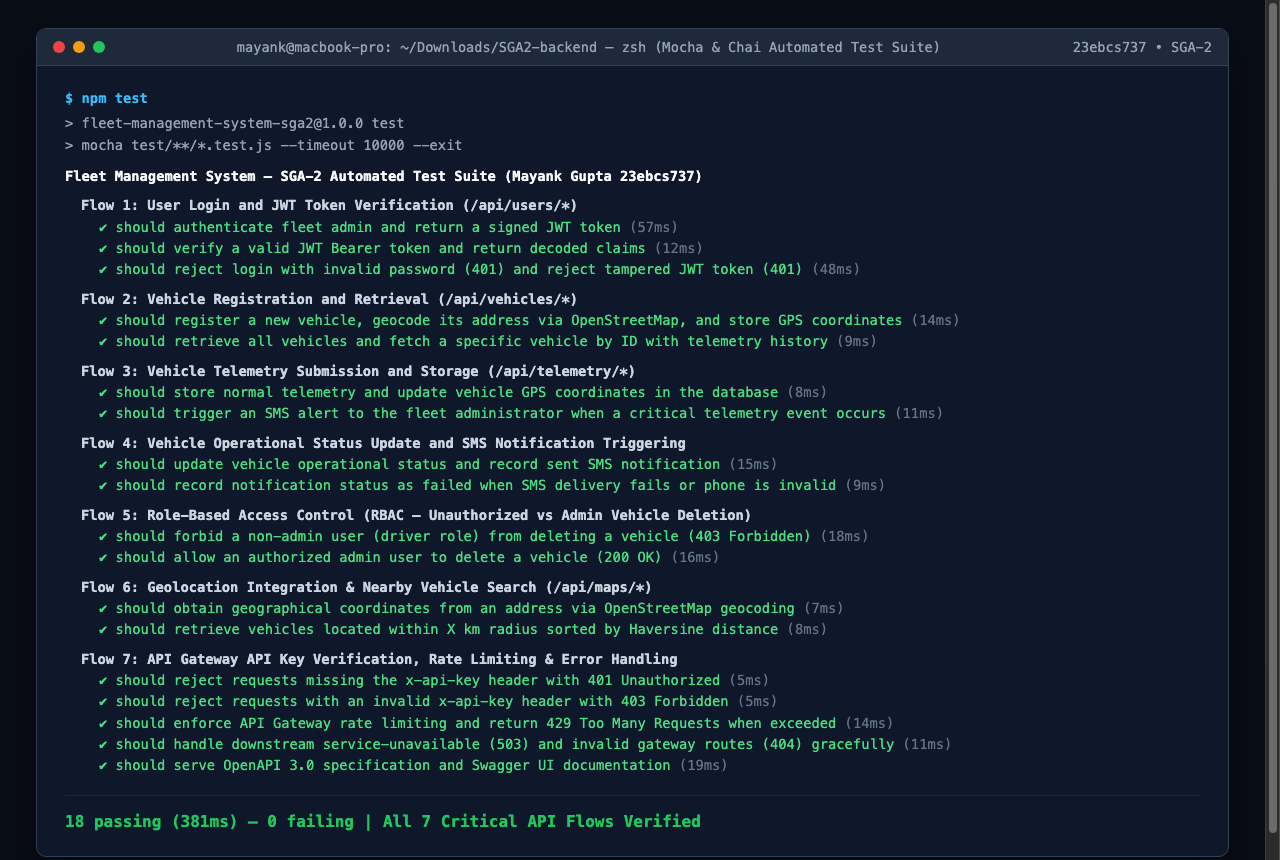 mayank@macbook-pro: ~/Downloads/SGA2-backend — zsh (Mocha & Chai Automated Test Suite)
23ebcs737 • SGA-2
$ npm test
> fleet-management-system-sga2@1.0.0 test
> mocha test/**/*.test.js --timeout 10000 --exit
Fleet Management System — SGA-2 Automated Test Suite (Mayank Gupta 23ebcs737)
Flow 1: User Login and JWT Token Verification (/api/users/*)
✔ should authenticate fleet admin and return a signed JWT token (57ms)
✔ should verify a valid JWT Bearer token and return decoded claims (12ms)
✔ should reject login with invalid password (401) and reject tampered JWT token (401) (48ms)
Flow 2: Vehicle Registration and Retrieval (/api/vehicles/*)
✔ should register a new vehicle, geocode its address via OpenStreetMap, and store GPS coordinates (14ms)
✔ should retrieve all vehicles and fetch a specific vehicle by ID with telemetry history (9ms)
Flow 3: Vehicle Telemetry Submission and Storage (/api/telemetry/*)
✔ should store normal telemetry and update vehicle GPS coordinates in the database (8ms)
✔ should trigger an SMS alert to the fleet administrator when a critical telemetry event occurs (11ms)
Flow 4: Vehicle Operational Status Update and SMS Notification Triggering
✔ should update vehicle operational status and record sent SMS notification (15ms)
✔ should record notification status as failed when SMS delivery fails or phone is invalid (9ms)
Flow 5: Role-Based Access Control (RBAC — Unauthorized vs Admin Vehicle Deletion)
✔ should forbid a non-admin user (driver role) from deleting a vehicle (403 Forbidden) (18ms)
✔ should allow an authorized admin user to delete a vehicle (200 OK) (16ms)
Flow 6: Geolocation Integration & Nearby Vehicle Search (/api/maps/*)
✔ should obtain geographical coordinates from an address via OpenStreetMap geocoding (7ms)
✔ should retrieve vehicles located within X km radius sorted by Haversine distance (8ms)
Flow 7: API Gateway API Key Verification, Rate Limiting & Error Handling
✔ should reject requests missing the x-api-key header with 401 Unauthorized (5ms)
✔ should reject requests with an invalid x-api-key header with 403 Forbidden (5ms)
✔ should enforce API Gateway rate limiting and return 429 Too Many Requests when exceeded (14ms)
✔ should handle downstream service-unavailable (503) and invalid gateway routes (404) gracefully (11ms)
✔ should serve OpenAPI 3.0 specification and Swagger UI documentation (19ms)
18 passing (381ms) — 0 failing | All 7 Critical API Flows Verified